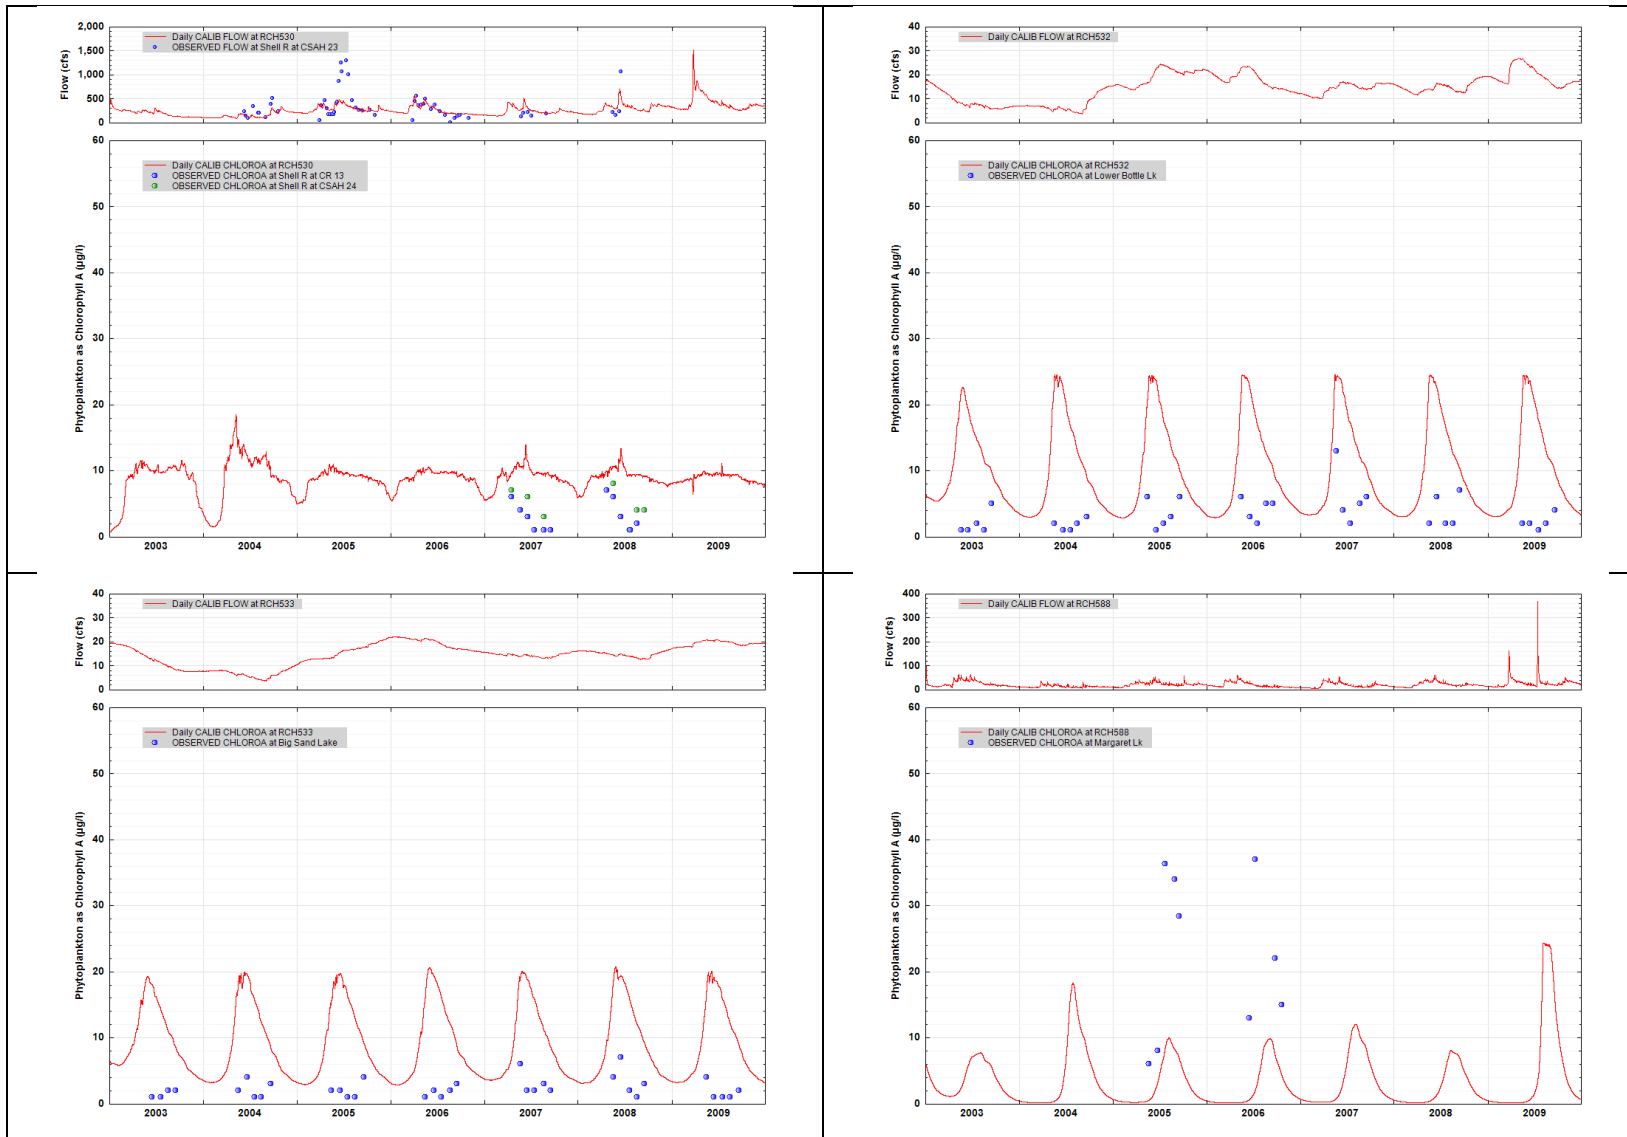 2,000
1,500
1,000
500
0
Flow (cfs)
Daily CALIB FLOW at RCH530
OBSERVED FLOW at Shell R at CSAH 23
60
50
40
30
20
10
0
Phytoplankton as Chlorophyll A (µg/l)
Daily CALIB CHLOROA at RCH530
OBSERVED CHLOROA at Shell R at CR 13
OBSERVED CHLOROA at Shell R at CSAH 24
2003 2004 2005 2006 2007 2008 2009
40
30
20
10
0
Flow (cfs)
Daily CALIB FLOW at RCH532
60
50
40
30
20
10
0
Phytoplankton as Chlorophyll A (µg/l)
Daily CALIB CHLOROA at RCH532
OBSERVED CHLOROA at Lower Bottle Lk
2003 2004 2005 2006 2007 2008 2009
40
30
20
10
0
Flow (cfs)
Daily CALIB FLOW at RCH533
60
50
40
30
20
10
0
Phytoplankton as Chlorophyll A (µg/l)
Daily CALIB CHLOROA at RCH533
OBSERVED CHLOROA at Big Sand Lake
2003 2004 2005 2006 2007 2008 2009
400
300
200
100
0
Flow (cfs)
Daily CALIB FLOW at RCH588
60
50
40
30
20
10
0
Phytoplankton as Chlorophyll A (µg/l)
Daily CALIB CHLOROA at RCH588
OBSERVED CHLOROA at Margaret Lk
2003 2004 2005 2006 2007 2008 2009